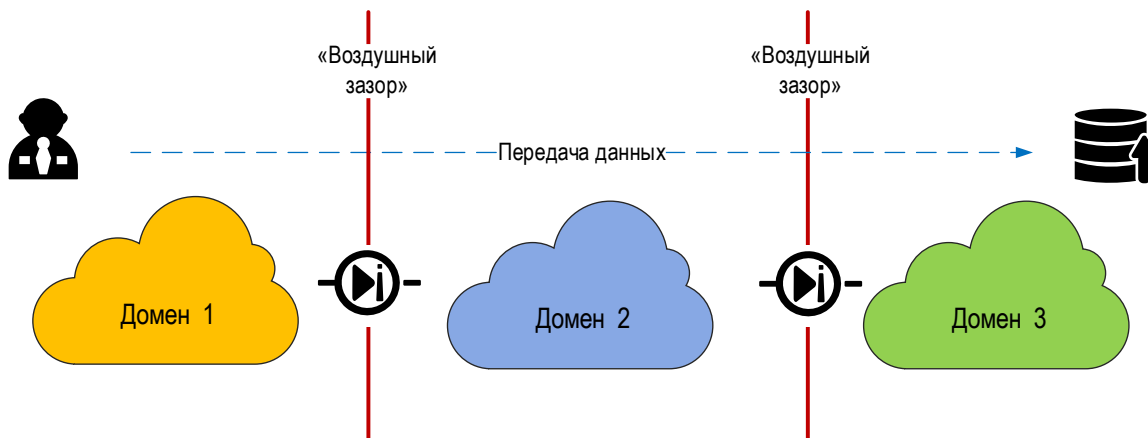 «Воздушный
зазор»
«Воздушный
зазор»
Передача данных
Домен 1
Домен 2
Домен 3